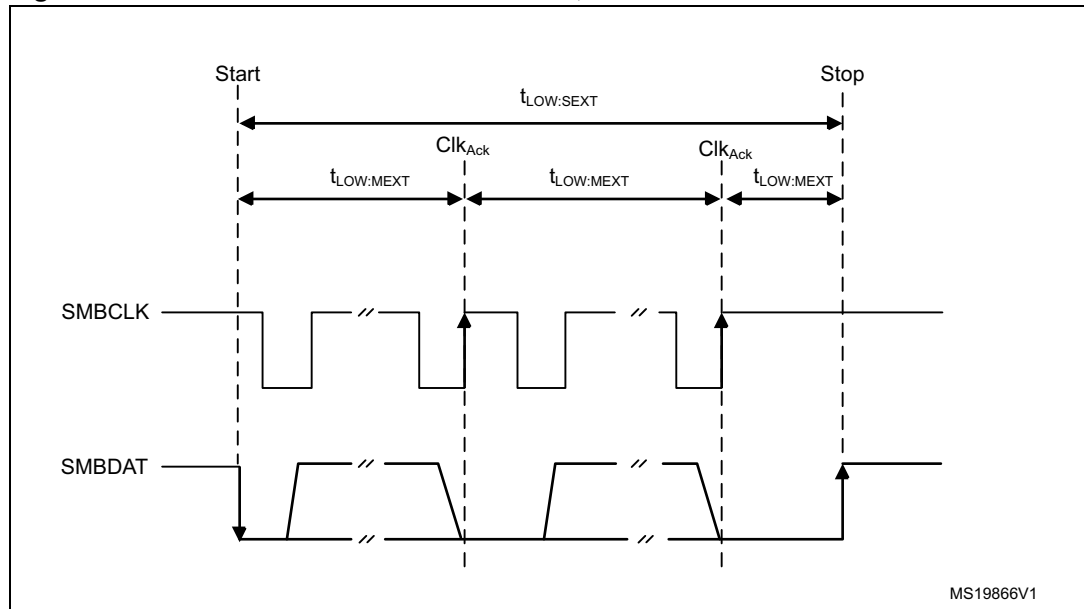 Start
Stop
tLOW:SEXT
ClkAck
ClkAck
tLOW:MEXT
tLOW:MEXT
tLOW:MEXT
SMBCLK
SMBDAT
MS19866V1